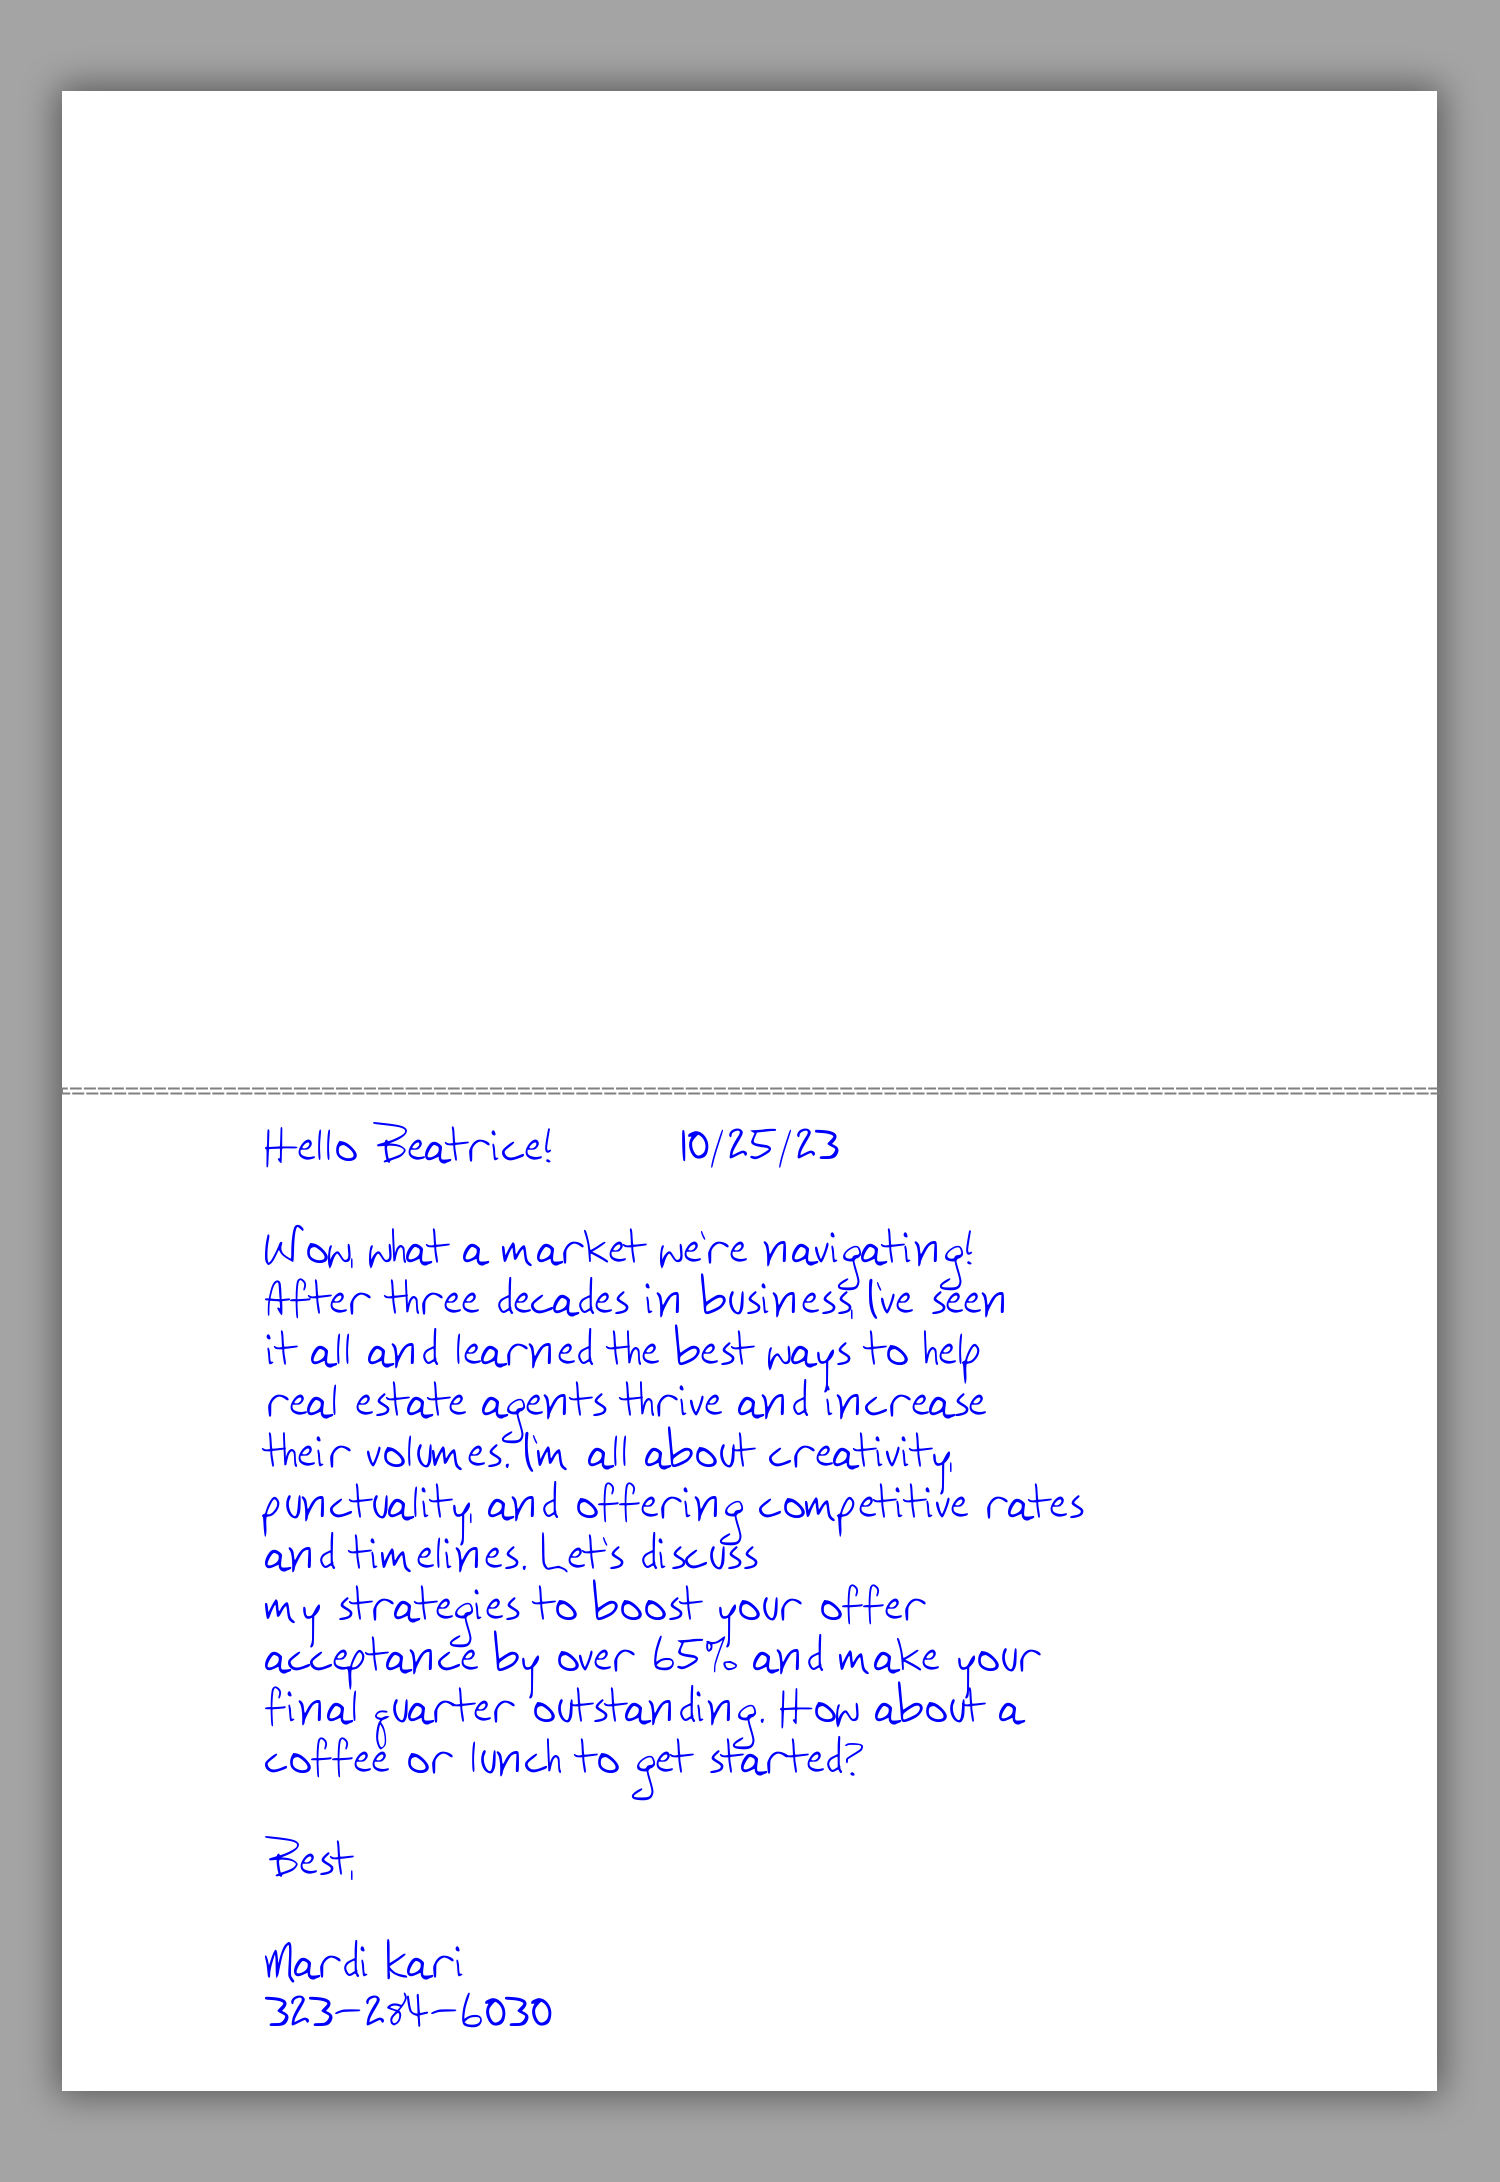 Hello Beatrice! 10/25/23
Wow, what a market we're navigating!
After three decades in business, I've seen
it all and learned the best ways to help
real estate agents thrive and increase
their volumes. I'm all about creativity,
punctuality, and offering competitive rates
and timelines. Let's discuss
my strategies to boost your offer
acceptance by over 65% and make your
final quarter outstanding. How about a
coffee or lunch to get started?
Best,
Mardi Kari
323-284-6030